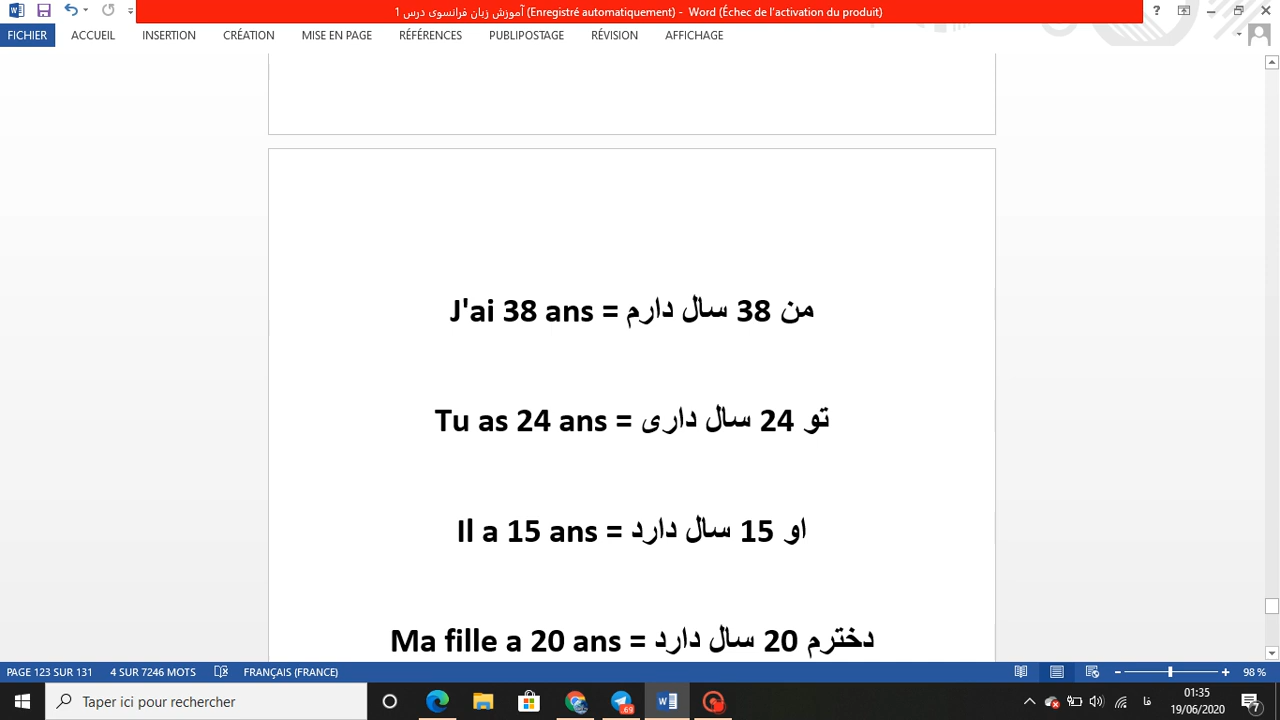 آموزش زبان فرانسوی درس 1 (Enregistré automatiquement) - Word (Échec de l'activation du produit)
FICHIER ACCUEIL INSERTION CRÉATION MISE EN PAGE RÉFÉRENCES PUBLIPOSTAGE RÉVISION AFFICHAGE
J'ai 38 ans = من 38 سال دارم
Tu as 24 ans = تو 24 سال داری
Il a 15 ans = او 15 سال دارد
Ma fille a 20 ans = دخترم 20 سال دارد
PAGE 123 SUR 131 4 SUR 7246 MOTS FRANÇAIS (FRANCE) 98 %
Taper ici pour rechercher 69 فا 01:35
19/06/2020 7